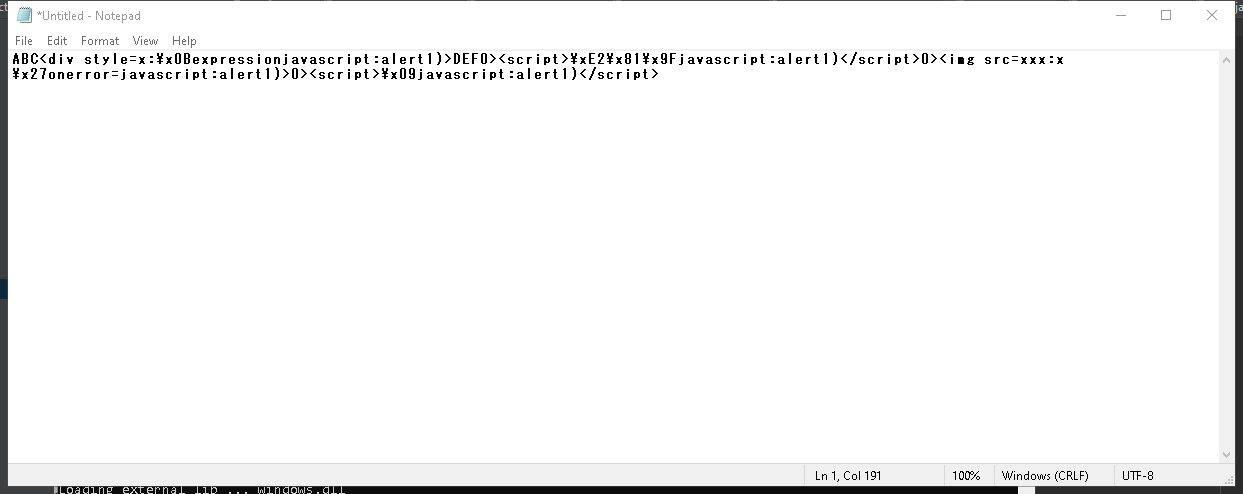 *Untitled - Notepad
File Edit Format View Help
ABC<div style=x:¥x0Bexpressionjavascript:alert1)>DEF0><script>¥xE2¥x81¥x9Fjavascript:alert1)</script>0><img src=xxx:x
¥x27onerror=javascript:alert1)>0><script>¥x09javascript:alert1)</script>
Ln 1, Col 191 100% Windows (CRLF) UTF-8
Loading external lib ... windows.dll